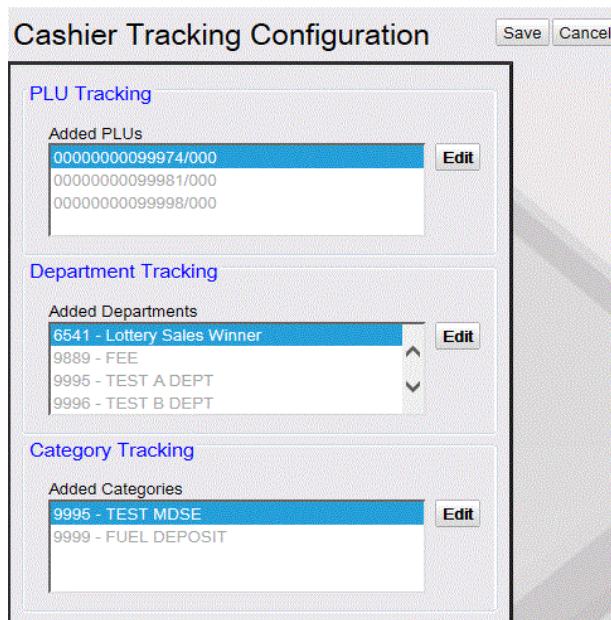 Cashier Tracking Configuration
Save Cancel
PLU Tracking
Added PLUs
00000000099974/000
Edit
00000000099981/000
00000000099998/000
Department Tracking
Added Departments
6541 - Lottery Sales Winner
Edit
9889 - FEE
9995 - TEST A DEPT
9996 - TEST B DEPT
Category Tracking
Added Categories
9995 - TEST MDSE
Edit
9999 - FUEL DEPOSIT